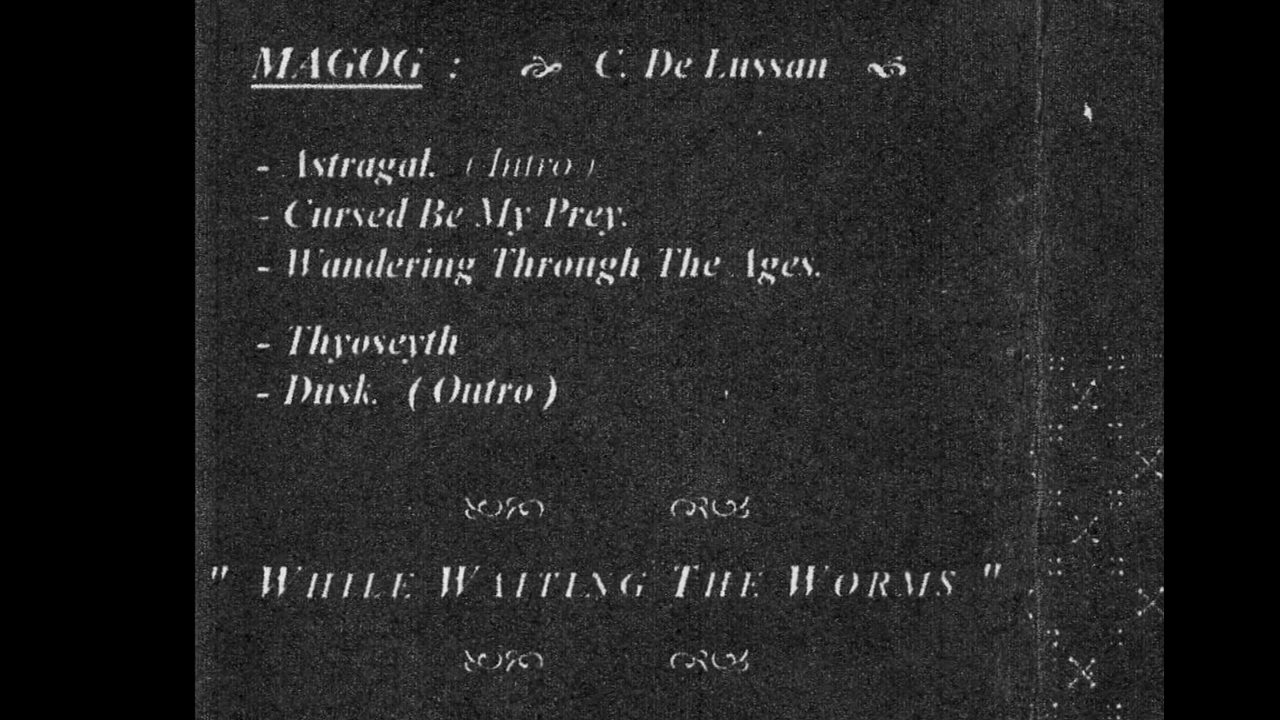 MAGOG : C. De Lussan
- Astragal. ( Intro )
- Cursed Be My Prey.
- Wandering Through The Ages.
- Thyoseyth
- Dusk. ( Outro )
" WHILE WAITING THE WORMS "